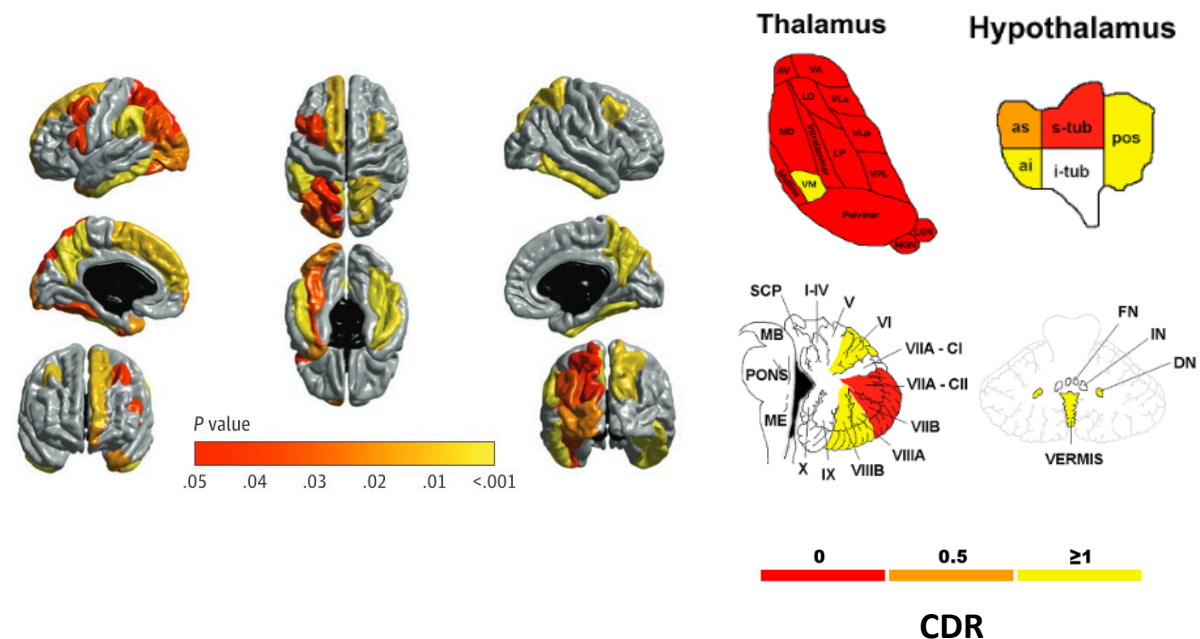 Thalamus
Hypothalamus
AV VA
LD VLa
MD Intralaminar LP VLp
VPL
Midline VM
Pulvinar
LGN
MGN
as s-tub pos
ai i-tub
P value
.05 .04 .03 .02 .01 <.001
SCP I-IV V
VI
MB
VIIA - CI
PONS VIIA - CII
ME VIIB
VIIIA
X IX VIIIB
FN
IN
DN
VERMIS
0 0.5 ≥1
CDR